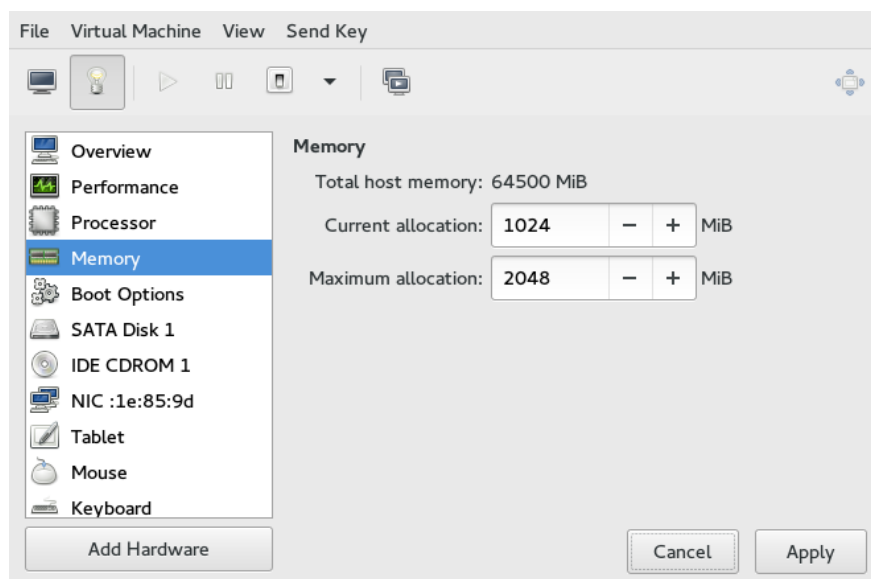 File Virtual Machine View Send Key
Overview
Performance
Processor
Memory
Boot Options
SATA Disk 1
IDE CDROM 1
NIC :1e:85:9d
Tablet
Mouse
Keyboard
Add Hardware
Memory
Total host memory: 64500 MiB
Current allocation: 1024 − + MiB
Maximum allocation: 2048 − + MiB
Cancel Apply